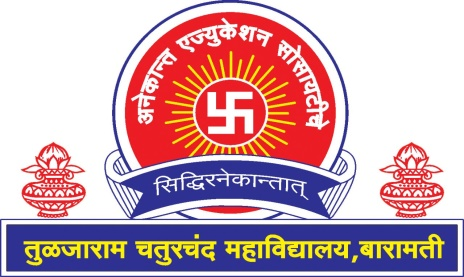 अनेकान्त एज्युकेशन सोसायटीचे
सिद्धिरनेकान्तात्
तुळजाराम चतुरचंद महाविद्यालय,बारामती